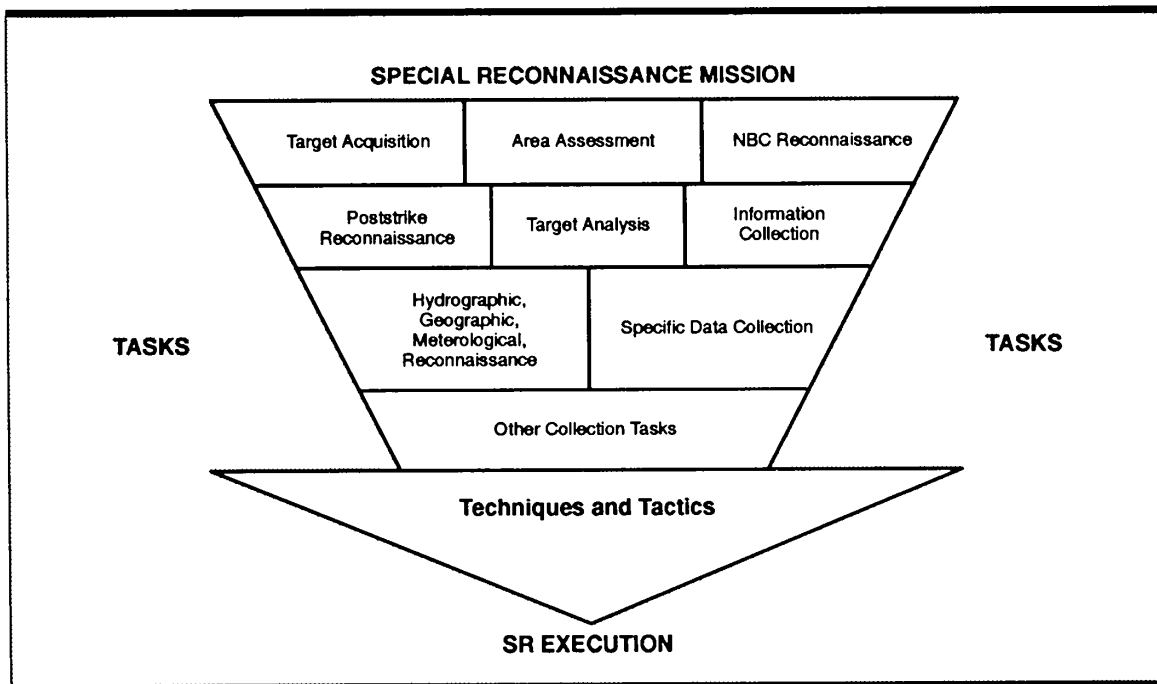 SPECIAL RECONNAISSANCE MISSION
Target Acquisition
Area Assessment
NBC Reconnaissance
Poststrike
Reconnaissance
Target Analysis
Information
Collection
Hydrographic,
Geographic,
Meterological,
Reconnaissance
Specific Data Collection
TASKS
TASKS
Other Collection Tasks
Techniques and Tactics
SR EXECUTION